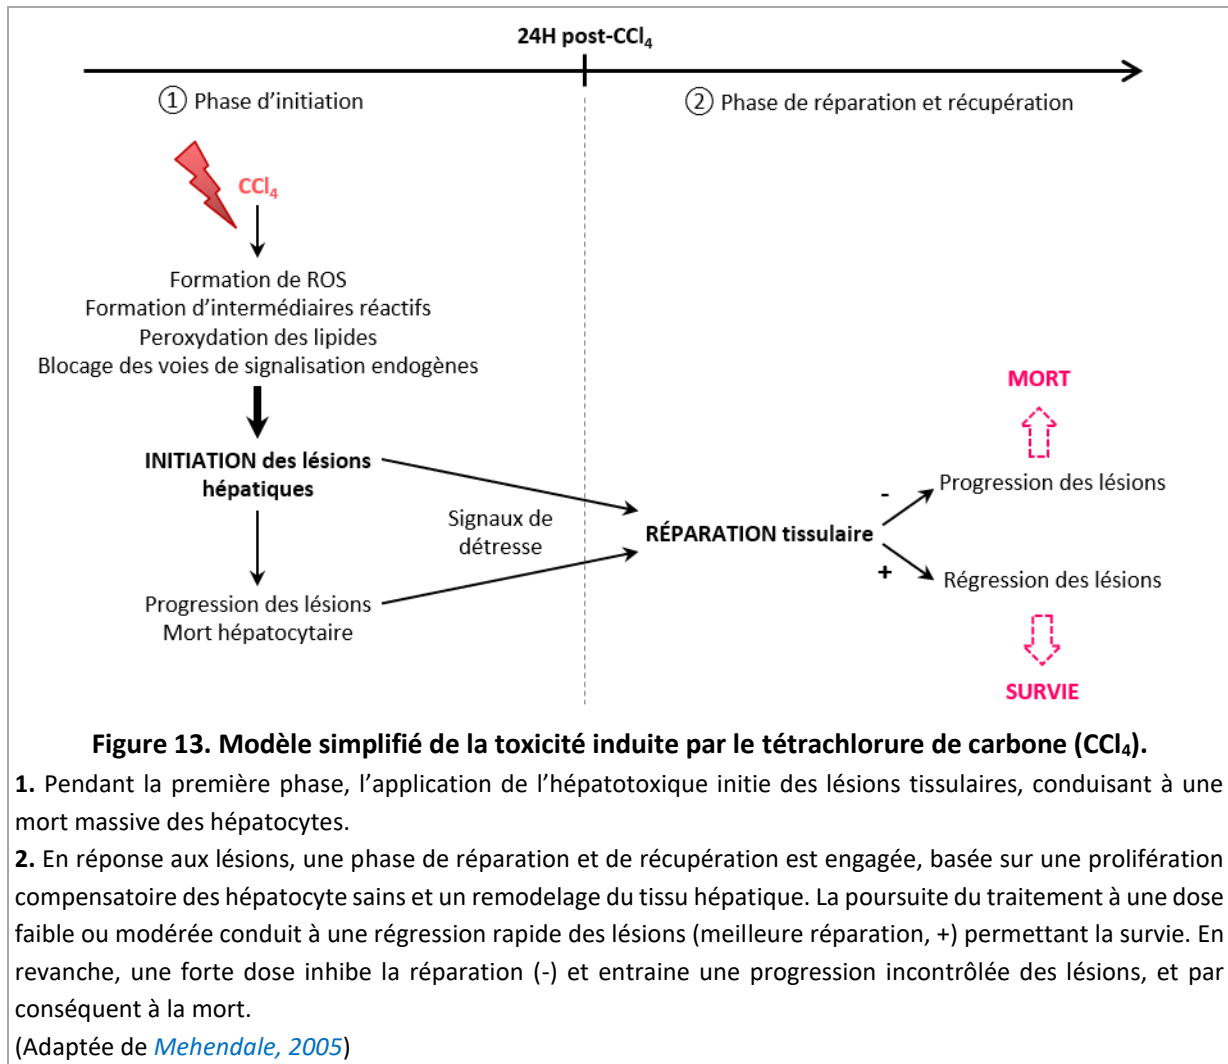 24H post-CCl₄
① Phase d’initiation
② Phase de réparation et récupération
CCl₄
Formation de ROS
Formation d’intermédiaires réactifs
Peroxydation des lipides
Blocage des voies de signalisation endogènes
INITIATION des lésions
hépatiques
Signaux de
détresse
Progression des lésions
Mort hépatocytaire
RÉPARATION tissulaire
-
+
MORT
Progression des lésions
Régression des lésions
SURVIE
Figure 13. Modèle simplifié de la toxicité induite par le tétrachlorure de carbone (CCl₄).
1. Pendant la première phase, l’application de l’hépatotoxique initie des lésions tissulaires, conduisant à une
mort massive des hépatocytes.
2. En réponse aux lésions, une phase de réparation et de récupération est engagée, basée sur une prolifération
compensatoire des hépatocyte sains et un remodelage du tissu hépatique. La poursuite du traitement à une dose
faible ou modérée conduit à une régression rapide des lésions (meilleure réparation, +) permettant la survie. En
revanche, une forte dose inhibe la réparation (-) et entraine une progression incontrôlée des lésions, et par
conséquent à la mort.
(Adaptée de Mehendale, 2005)